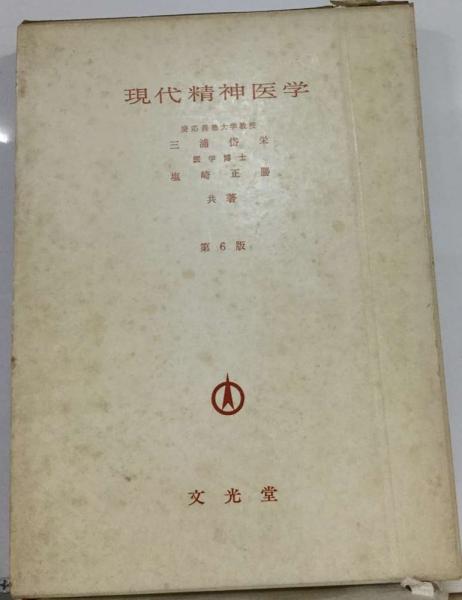 現代精神医学
慶応義塾大学教授
三浦岱栄
医学博士
塩崎正勝
共著
第6版
文光堂